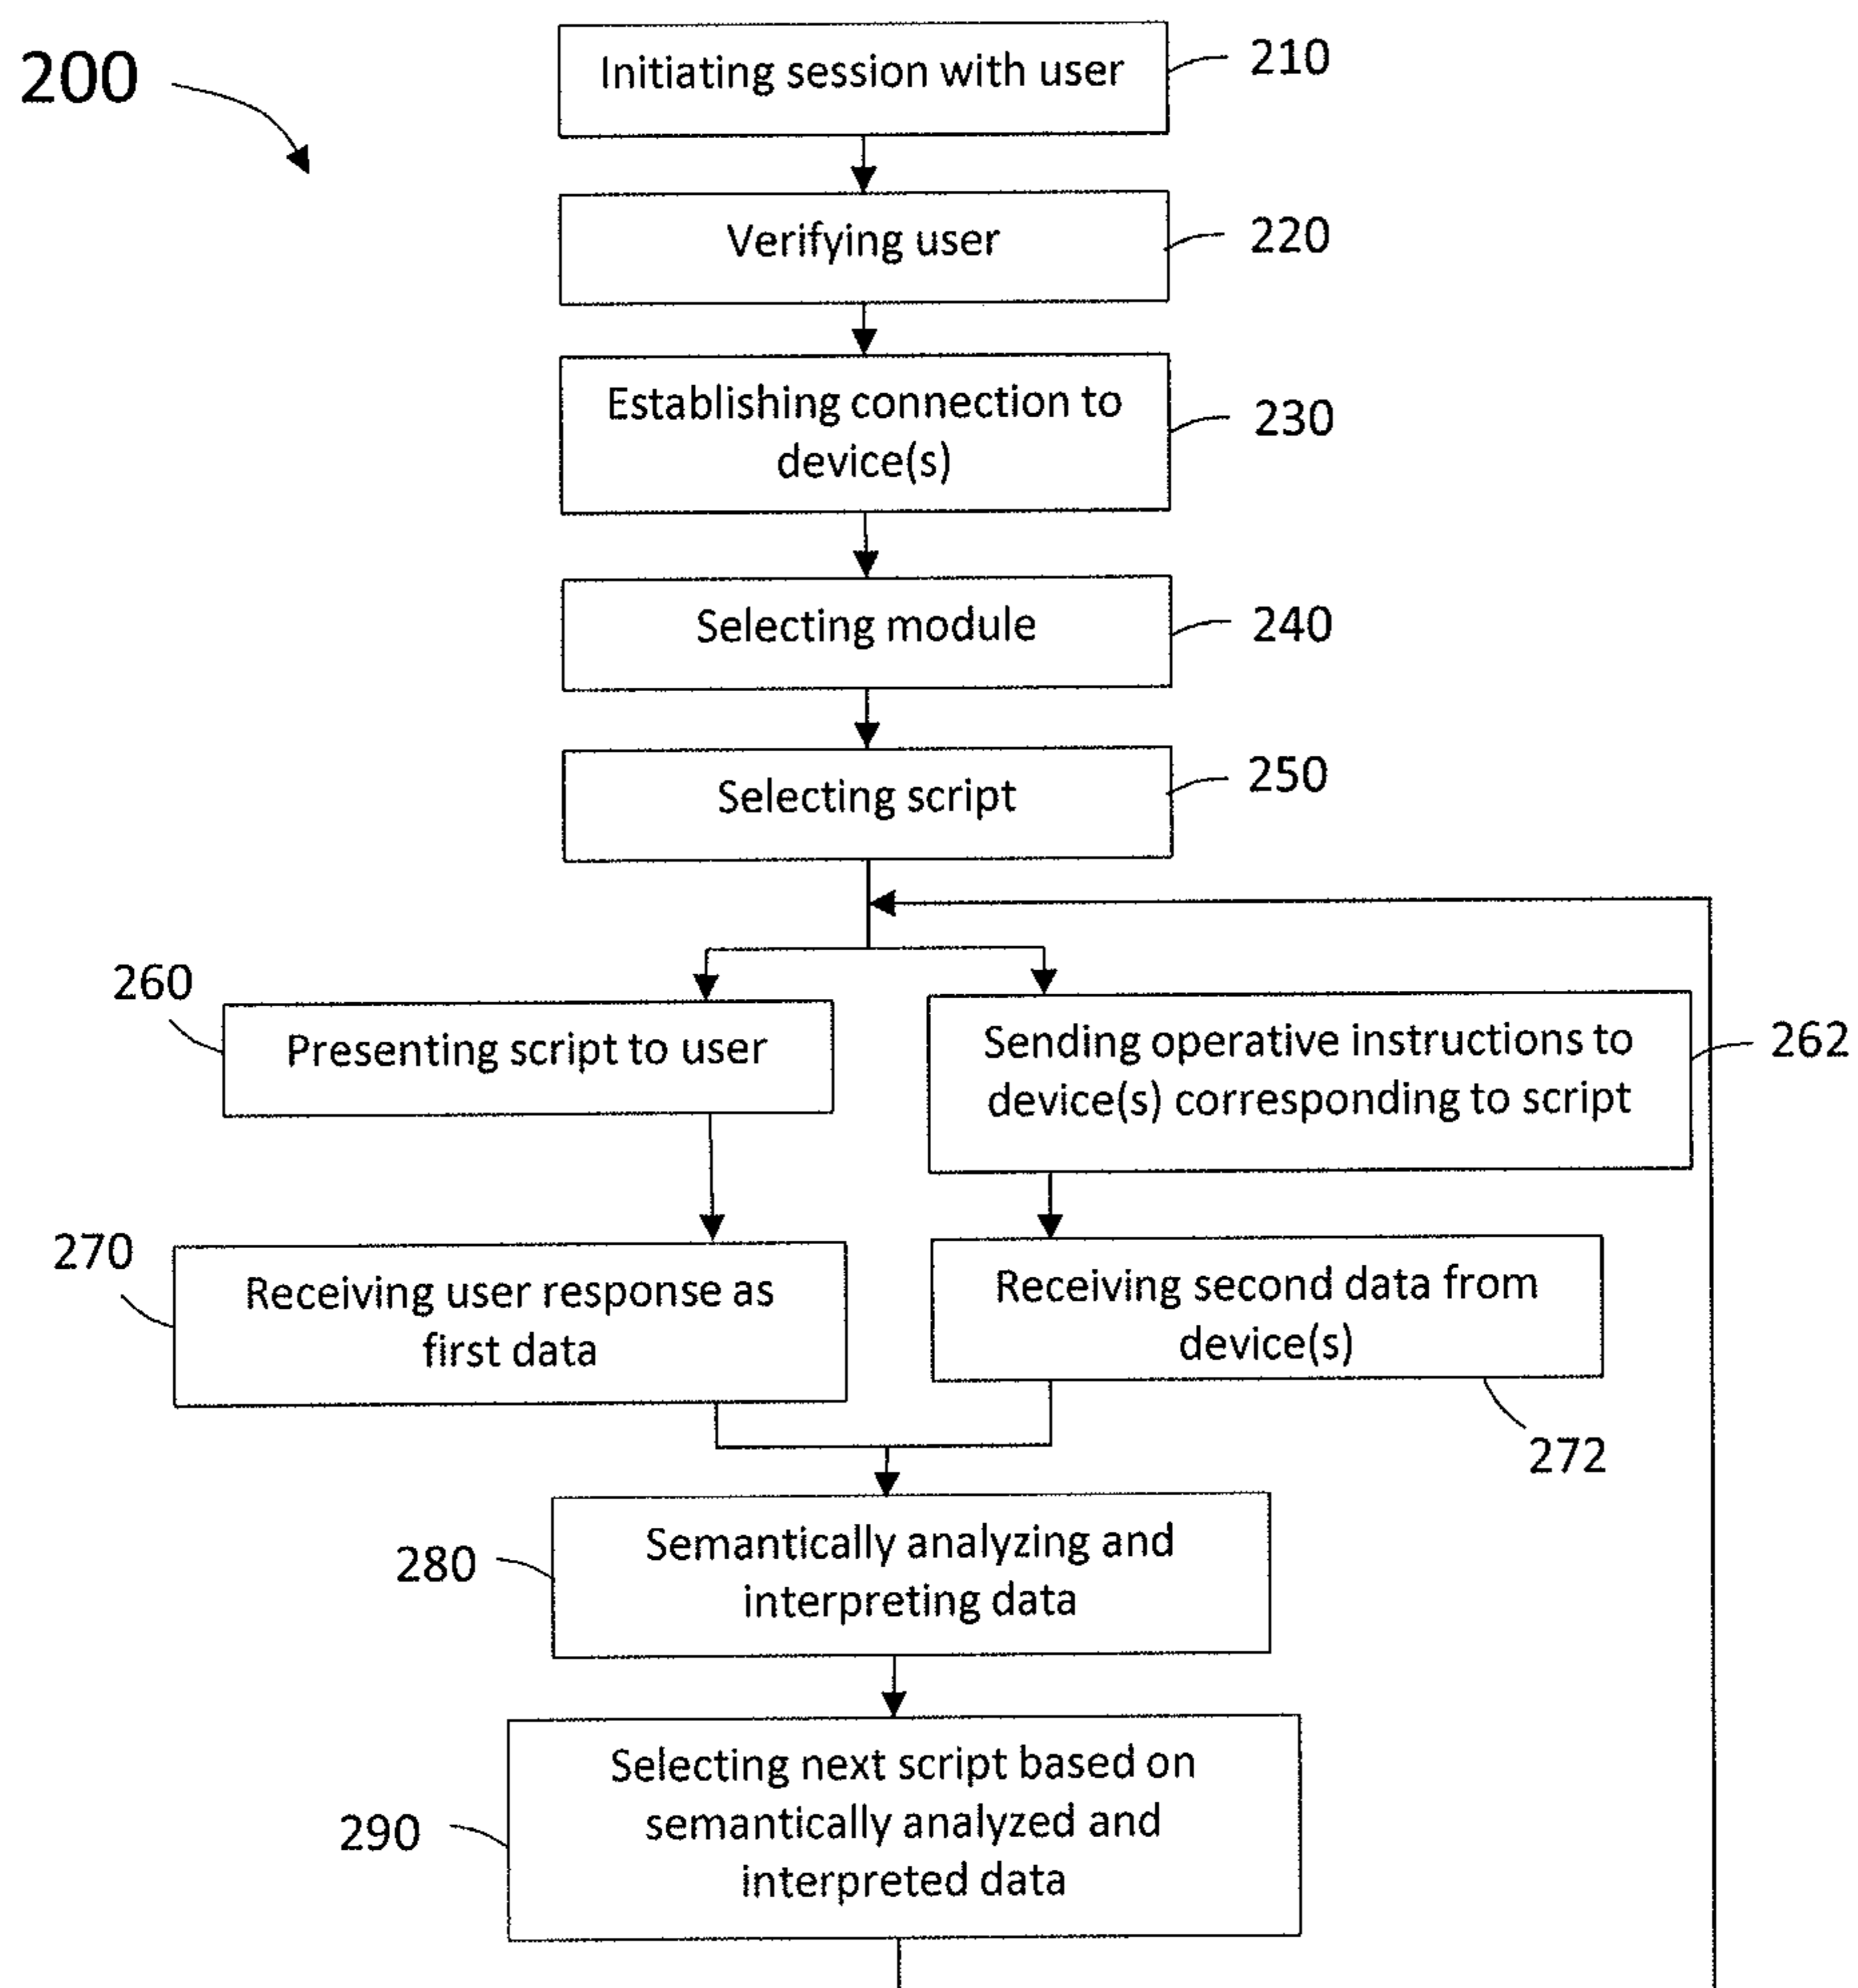 200
Initiating session with user
210
Verifying user
220
Establishing connection to
device(s)
230
Selecting module
240
Selecting script
250
260
Presenting script to user
Sending operative instructions to
device(s) corresponding to script
262
270
Receiving user response as
first data
Receiving second data from
device(s)
272
280
Semantically analyzing and
interpreting data
290
Selecting next script based on
semantically analyzed and
interpreted data